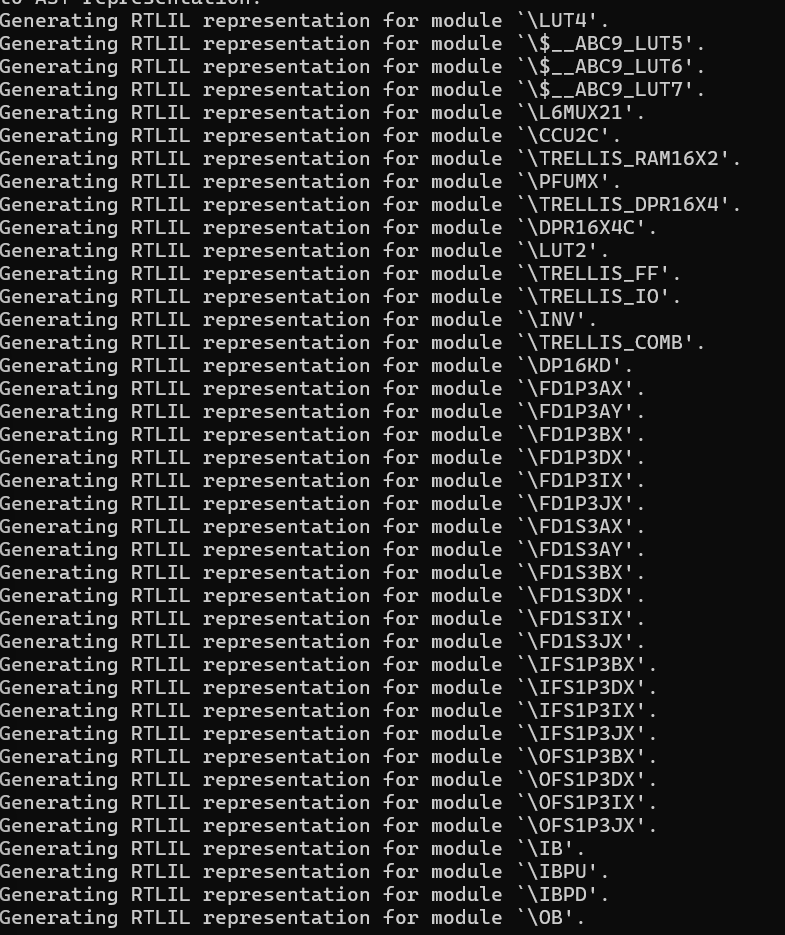 to AST representation.
Generating RTLIL representation for module `\LUT4'.
Generating RTLIL representation for module `\$__ABC9_LUT5'.
Generating RTLIL representation for module `\$__ABC9_LUT6'.
Generating RTLIL representation for module `\$__ABC9_LUT7'.
Generating RTLIL representation for module `\L6MUX21'.
Generating RTLIL representation for module `\CCU2C'.
Generating RTLIL representation for module `\TRELLIS_RAM16X2'.
Generating RTLIL representation for module `\PFUMX'.
Generating RTLIL representation for module `\TRELLIS_DPR16X4'.
Generating RTLIL representation for module `\DPR16X4C'.
Generating RTLIL representation for module `\LUT2'.
Generating RTLIL representation for module `\TRELLIS_FF'.
Generating RTLIL representation for module `\TRELLIS_IO'.
Generating RTLIL representation for module `\INV'.
Generating RTLIL representation for module `\TRELLIS_COMB'.
Generating RTLIL representation for module `\DP16KD'.
Generating RTLIL representation for module `\FD1P3AX'.
Generating RTLIL representation for module `\FD1P3AY'.
Generating RTLIL representation for module `\FD1P3BX'.
Generating RTLIL representation for module `\FD1P3DX'.
Generating RTLIL representation for module `\FD1P3IX'.
Generating RTLIL representation for module `\FD1P3JX'.
Generating RTLIL representation for module `\FD1S3AX'.
Generating RTLIL representation for module `\FD1S3AY'.
Generating RTLIL representation for module `\FD1S3BX'.
Generating RTLIL representation for module `\FD1S3DX'.
Generating RTLIL representation for module `\FD1S3IX'.
Generating RTLIL representation for module `\FD1S3JX'.
Generating RTLIL representation for module `\IFS1P3BX'.
Generating RTLIL representation for module `\IFS1P3DX'.
Generating RTLIL representation for module `\IFS1P3IX'.
Generating RTLIL representation for module `\IFS1P3JX'.
Generating RTLIL representation for module `\OFS1P3BX'.
Generating RTLIL representation for module `\OFS1P3DX'.
Generating RTLIL representation for module `\OFS1P3IX'.
Generating RTLIL representation for module `\OFS1P3JX'.
Generating RTLIL representation for module `\IB'.
Generating RTLIL representation for module `\IBPU'.
Generating RTLIL representation for module `\IBPD'.
Generating RTLIL representation for module `\OB'.